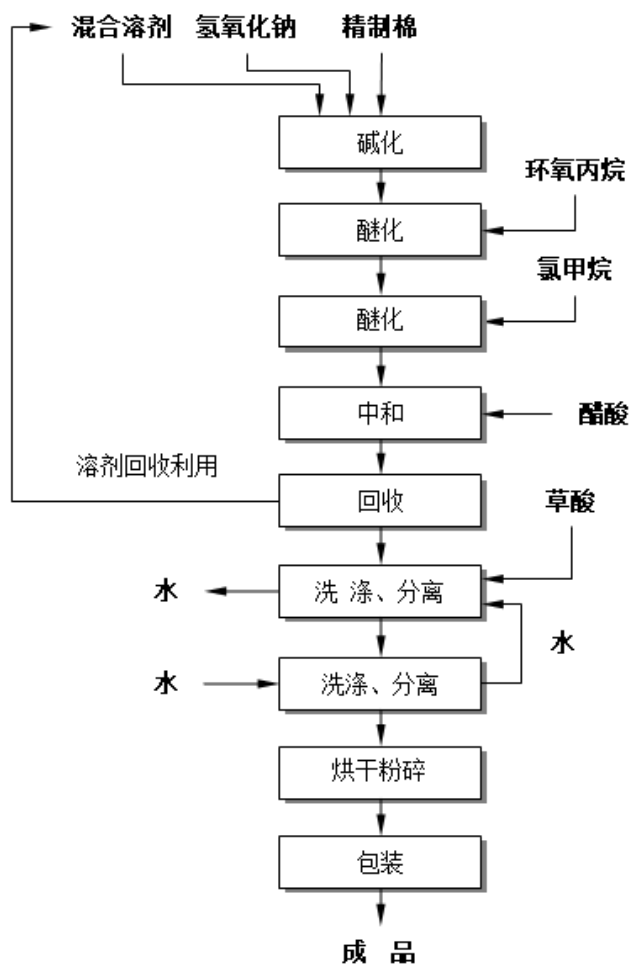 混合溶剂 氢氧化钠 精制棉
碱化
环氧丙烷
醚化
氯甲烷
醚化
中和
醋酸
溶剂回收利用
回收
草酸
水
洗 涤、分离
水
水
洗涤、分离
烘干粉碎
包装
成 品